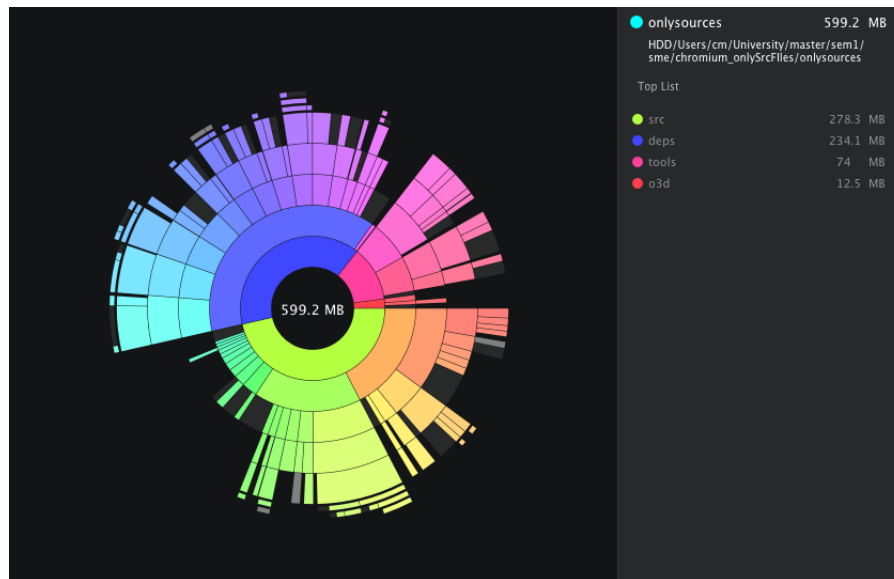 onlysources 599.2 MB
HDD/Users/cm/University/master/sem1/
sme/chromium_onlySrcFIles/onlysources
Top List
src 278.3 MB
deps 234.1 MB
tools 74 MB
o3d 12.5 MB
599.2 MB